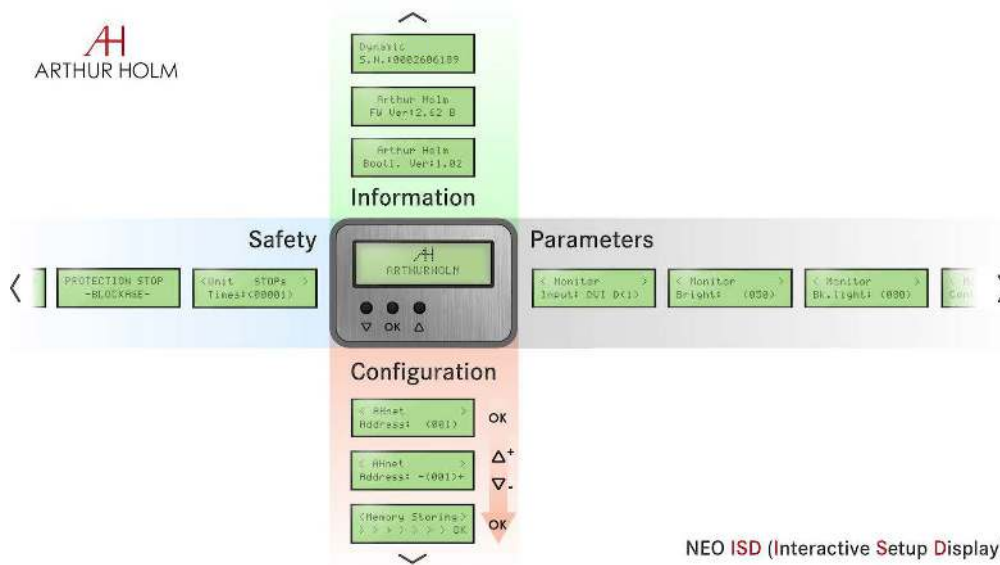 AH
ARTHUR HOLM
Dynamic
S.N.:0002606189
Arthur Holm
FW Ver:2.62 B
Arthur Holm
Bootl. Ver:1.02
Information
Safety
Parameters
PROTECTION STOP
-BLOCKAGE-
<Unit STOPs >
Times:(00001)
AH
ARTHURHOLM
▽ OK △
< Monitor >
Input: DVI D(1)
< Monitor >
Bright: (050)
< Monitor >
Bk.light: (080)
Configuration
< AHnet >
Address: (001)
OK
< AHnet >
Address: -(001)+
△+
▽-
<Memory Storing>
> > > > > > > OK
OK
NEO ISD (Interactive Setup Display